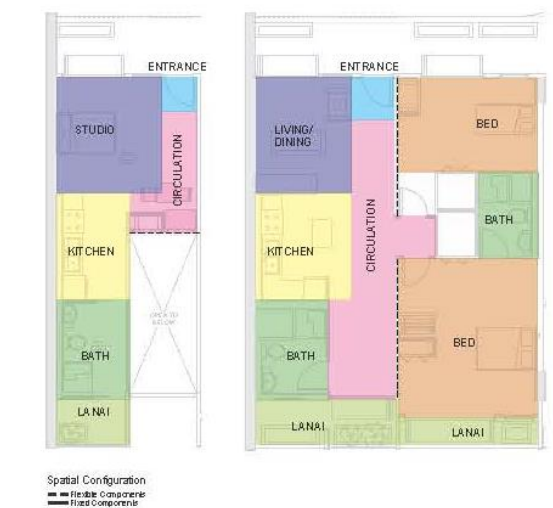 ENTRANCE
STUDIO
CIRCULATION
KITCHEN
OPEN TO
BELOW
BATH
LANAI
ENTRANCE
LIVING/
DINING
BED
CIRCULATION
BATH
KITCHEN
BED
BATH
LANAI
LANAI
Spatial Configuration
Flexible Components
Fixed Components